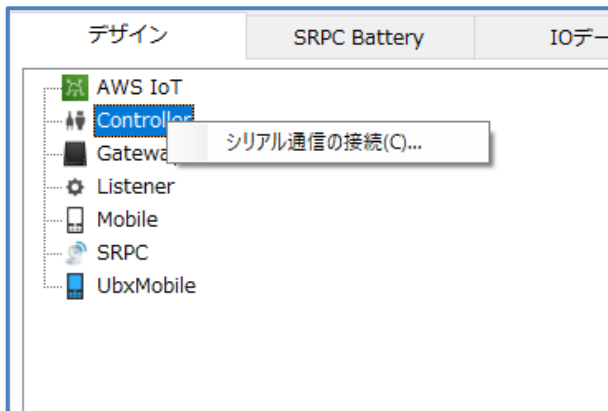 デザイン
SRPC Battery
IOデー
AWS IoT
Controller
シリアル通信の接続(C)...
Gateway
Listener
Mobile
SRPC
UbxMobile